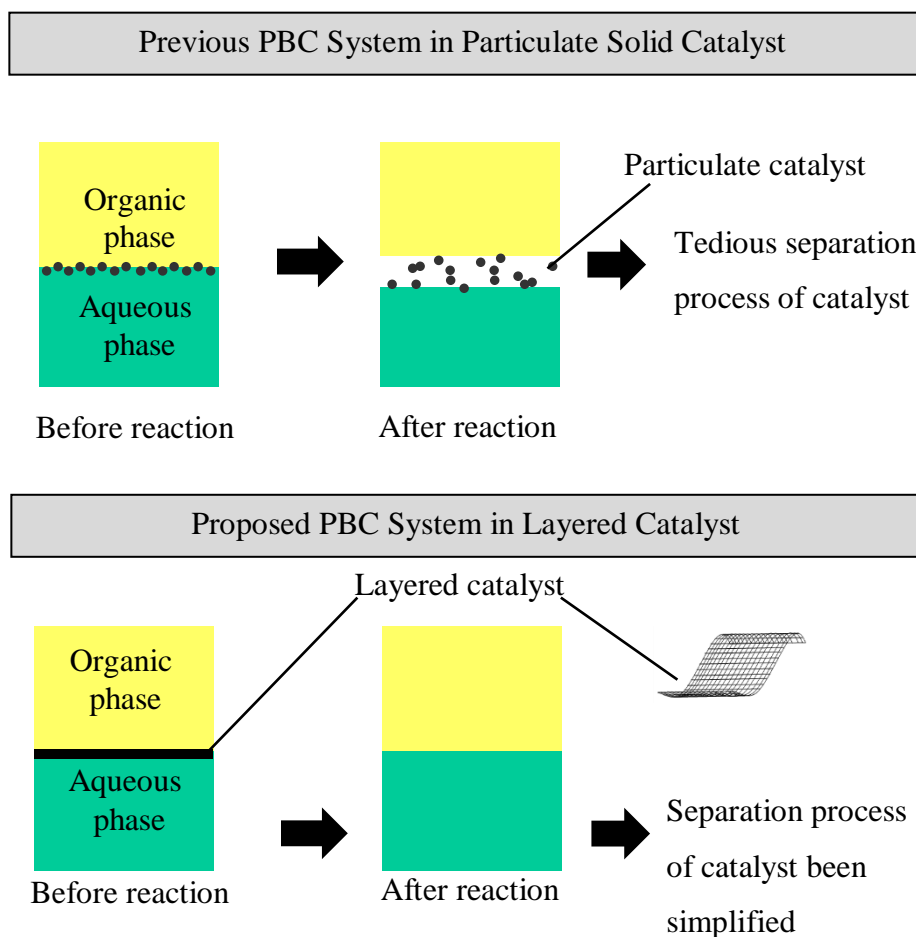 Previous PBC System in Particulate Solid Catalyst
Particulate catalyst
Organic
phase
Aqueous
phase
Tedious separation
process of catalyst
Before reaction
After reaction
Proposed PBC System in Layered Catalyst
Layered catalyst
Organic
phase
Aqueous
phase
Separation process
of catalyst been
simplified
Before reaction
After reaction